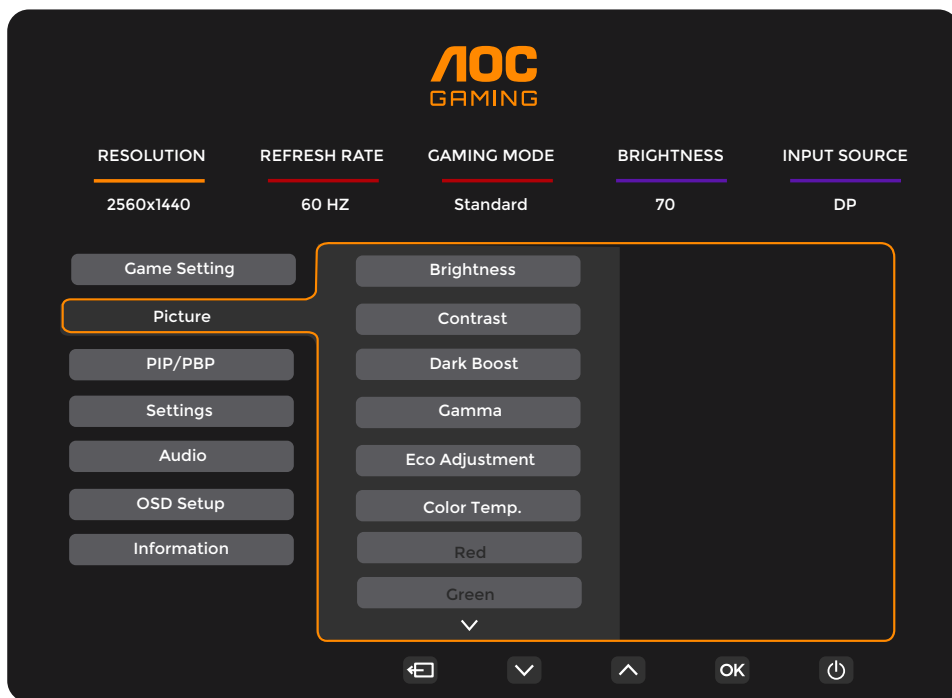 AOC
GAMING
RESOLUTION REFRESH RATE GAMING MODE BRIGHTNESS INPUT SOURCE
2560x1440 60 HZ Standard 70 DP
Game Setting
Picture
PIP/PBP
Settings
Audio
OSD Setup
Information
Brightness
Contrast
Dark Boost
Gamma
Eco Adjustment
Color Temp.
Red
Green
OK